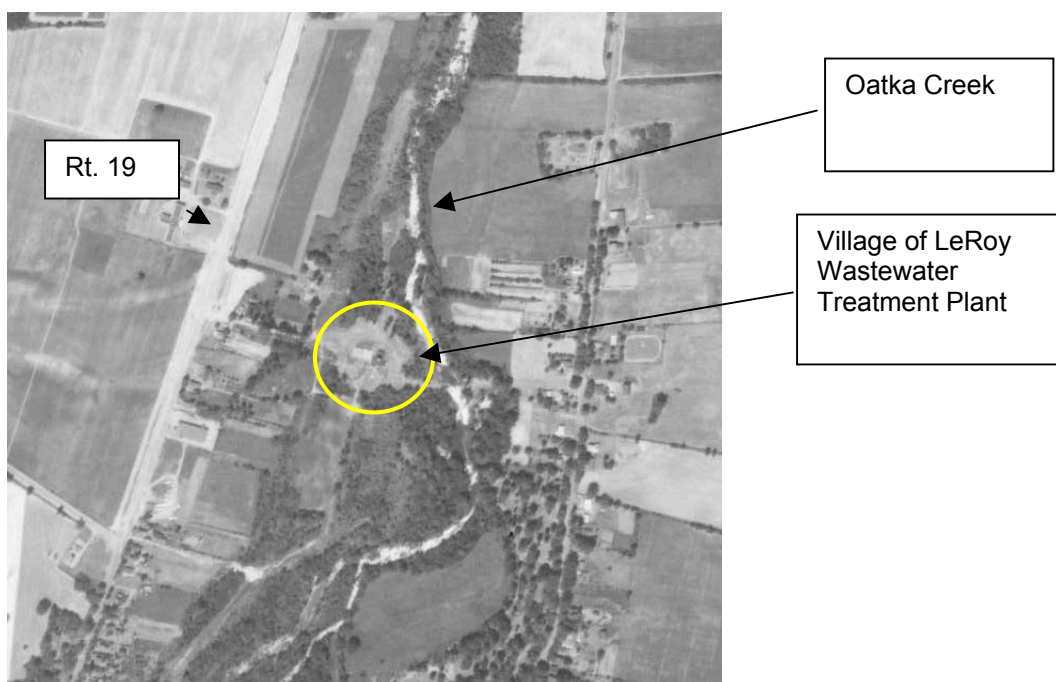 Oatka Creek
Rt. 19
Village of LeRoy
Wastewater
Treatment Plant